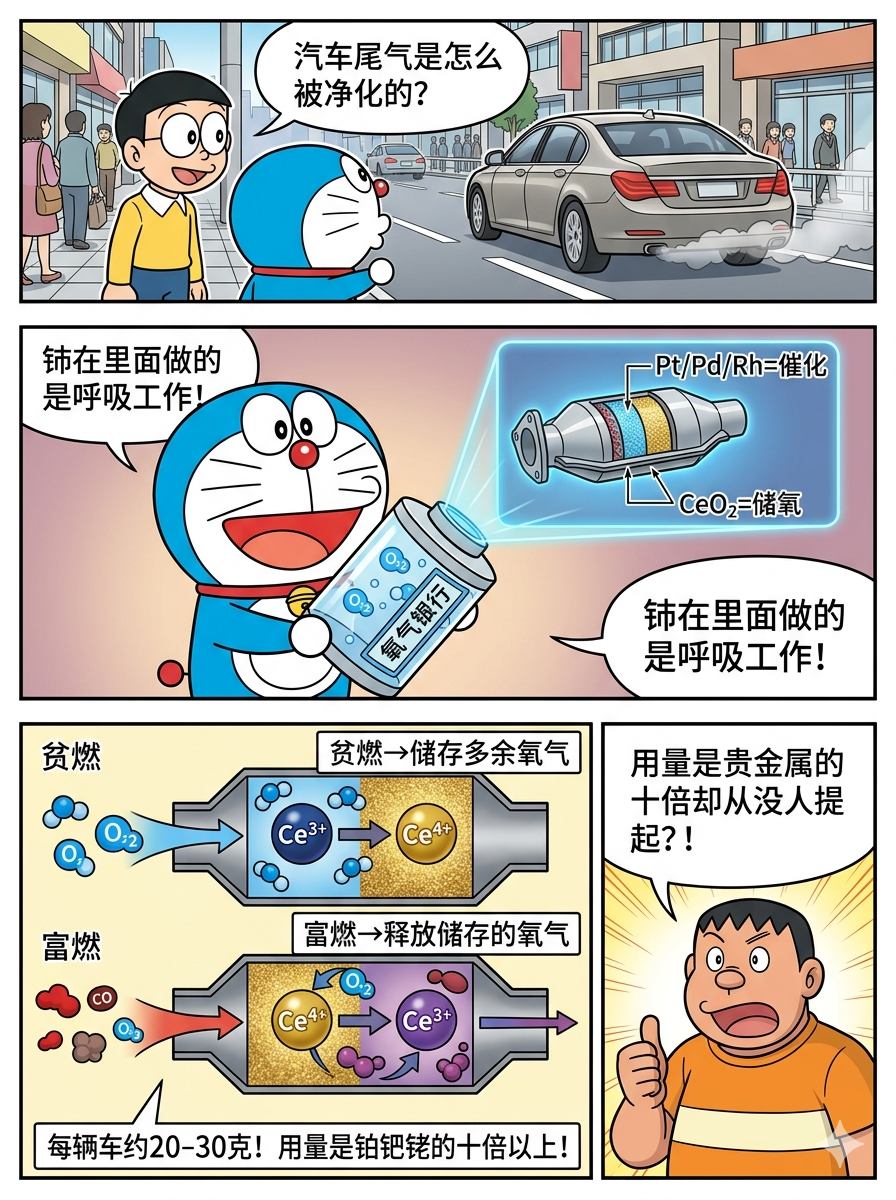 汽车尾气是怎么
被净化的?
铈在里面做的
是呼吸工作!
Pt/Pd/Rh=催化
CeO₂=储氧
氧气银行
铈在里面做的
是呼吸工作!
贫燃
贫燃→储存多余氧气
Ce³⁺
Ce⁴⁺
富燃
富燃→释放储存的氧气
CO
Ce⁴⁺
Ce³⁺
每辆车约20–30克!用量是铂钯铑的十倍以上!
用量是贵金属的
十倍却从没人提
起?!